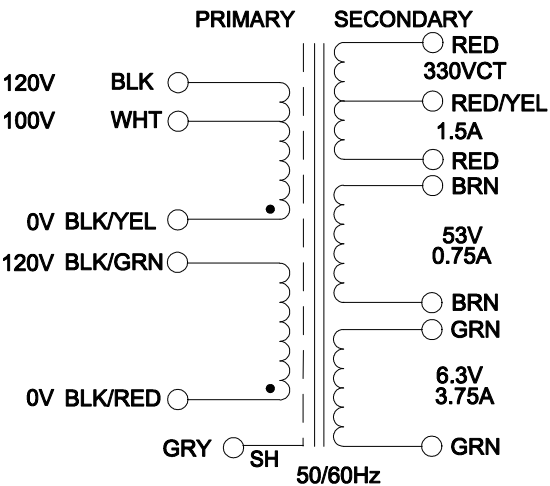 PRIMARY SECONDARY
120V BLK
100V WHT
0V BLK/YEL
120V BLK/GRN
0V BLK/RED
GRY
SH
RED
330VCT
RED/YEL
1.5A
RED
BRN
53V
0.75A
BRN
GRN
6.3V
3.75A
GRN
50/60Hz